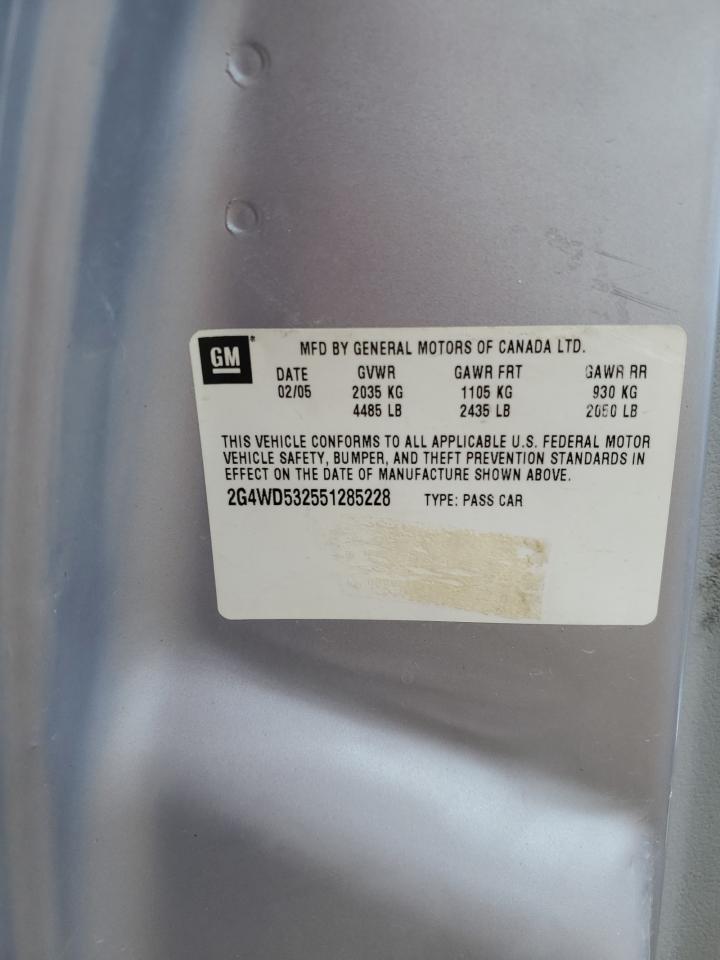 GM
MFD BY GENERAL MOTORS OF CANADA LTD.
DATE GVWR GAWR FRT GAWR RR
02/05 2035 KG 1105 KG 930 KG
4485 LB 2435 LB 2050 LB
THIS VEHICLE CONFORMS TO ALL APPLICABLE U.S. FEDERAL MOTOR
VEHICLE SAFETY, BUMPER, AND THEFT PREVENTION STANDARDS IN
EFFECT ON THE DATE OF MANUFACTURE SHOWN ABOVE.
2G4WD532551285228 TYPE: PASS CAR